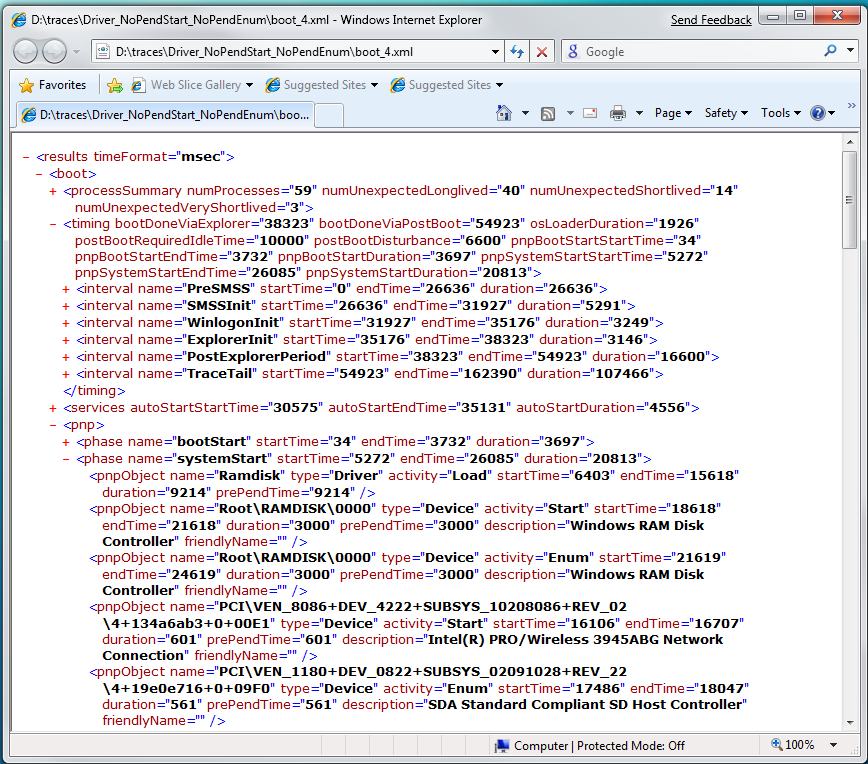 D:\traces\Driver_NoPendStart_NoPendEnum\boot_4.xml - Windows Internet Explorer
Send Feedback
D:\traces\Driver_NoPendStart_NoPendEnum\boot_4.xml
Google
Favorites
Web Slice Gallery
Suggested Sites
Suggested Sites
D:\traces\Driver_NoPendStart_NoPendEnum\boo...
Page
Safety
Tools
- <results timeFormat="msec">
- <boot>
+ <processSummary numProcesses="59" numUnexpectedLonglived="40" numUnexpectedShortlived="14"
numUnexpectedVeryShortlived="3">
- <timing bootDoneViaExplorer="38323" bootDoneViaPostBoot="54923" osLoaderDuration="1926"
postBootRequiredIdleTime="10000" postBootDisturbance="6600" pnpBootStartStartTime="34"
pnpBootStartEndTime="3732" pnpBootStartDuration="3697" pnpSystemStartStartTime="5272"
pnpSystemStartEndTime="26085" pnpSystemStartDuration="20813">
+ <interval name="PreSMSS" startTime="0" endTime="26636" duration="26636">
+ <interval name="SMSSInit" startTime="26636" endTime="31927" duration="5291">
+ <interval name="WinlogonInit" startTime="31927" endTime="35176" duration="3249">
+ <interval name="ExplorerInit" startTime="35176" endTime="38323" duration="3146">
+ <interval name="PostExplorerPeriod" startTime="38323" endTime="54923" duration="16600">
+ <interval name="TraceTail" startTime="54923" endTime="162390" duration="107466">
</timing>
+ <services autoStartStartTime="30575" autoStartEndTime="35131" autoStartDuration="4556">
- <pnp>
+ <phase name="bootStart" startTime="34" endTime="3732" duration="3697">
- <phase name="systemStart" startTime="5272" endTime="26085" duration="20813">
<pnpObject name="Ramdisk" type="Driver" activity="Load" startTime="6403" endTime="15618"
duration="9214" prePendTime="9214" />
<pnpObject name="Root\RAMDISK\0000" type="Device" activity="Start" startTime="18618"
endTime="21618" duration="3000" prePendTime="3000" description="Windows RAM Disk
Controller" friendlyName="" />
<pnpObject name="Root\RAMDISK\0000" type="Device" activity="Enum" startTime="21619"
endTime="24619" duration="3000" prePendTime="3000" description="Windows RAM Disk
Controller" friendlyName="" />
<pnpObject name="PCI\VEN_8086+DEV_4222+SUBSYS_10208086+REV_02
\4+134a6ab3+0+00E1" type="Device" activity="Start" startTime="16106" endTime="16707"
duration="601" prePendTime="601" description="Intel(R) PRO/Wireless 3945ABG Network
Connection" friendlyName="" />
<pnpObject name="PCI\VEN_1180+DEV_0822+SUBSYS_02091028+REV_22
\4+19e0e716+0+09F0" type="Device" activity="Enum" startTime="17486" endTime="18047"
duration="561" prePendTime="561" description="SDA Standard Compliant SD Host Controller"
friendlyName="" />
Computer | Protected Mode: Off
100%